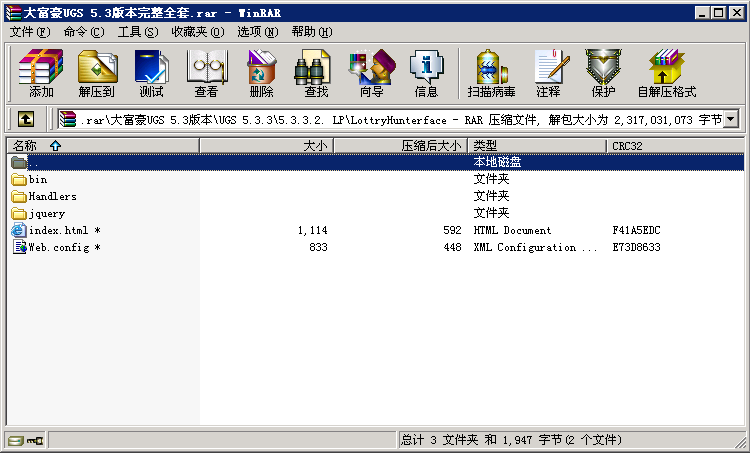 大富豪UGS 5.3版本完整全套.rar - WinRAR
文件(F) 命令(C) 工具(S) 收藏夹(O) 选项(N) 帮助(H)
添加 解压到 测试 查看 删除 查找 向导 信息 扫描病毒 注释 保护 自解压格式
.rar\大富豪UGS 5.3版本\UGS 5.3.3\5.3.3.2. LP\LottryHunterface - RAR 压缩文件, 解包大小为 2,317,031,073 字节
名称 大小 压缩后大小 类型 CRC32
.. 本地磁盘
bin 文件夹
Handlers 文件夹
jquery 文件夹
index.html * 1,114 592 HTML Document F41A5EDC
Web.config * 833 448 XML Configuration ... E73D8633
总计 3 文件夹 和 1,947 字节(2 个文件)